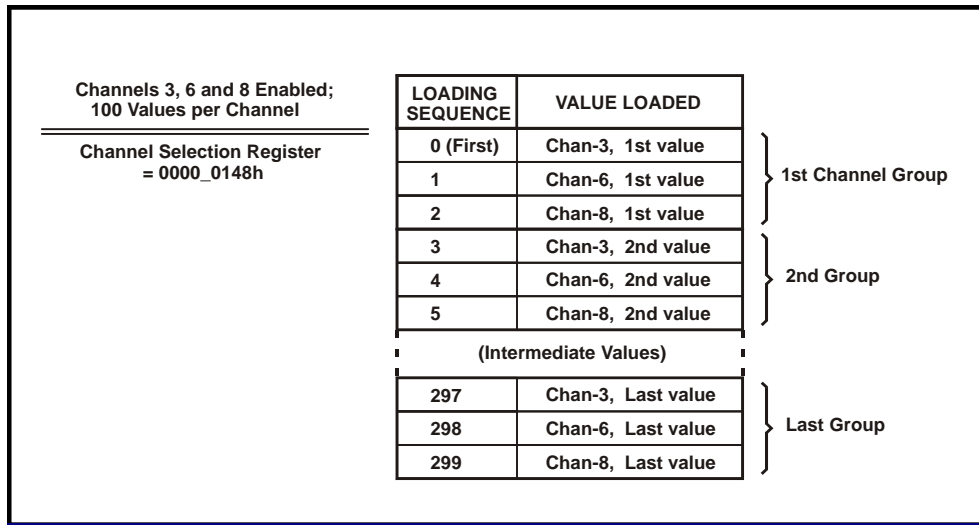 Channels 3, 6 and 8 Enabled;
100 Values per Channel
Channel Selection Register
= 0000_0148h
LOADING SEQUENCE VALUE LOADED
0 (First) Chan-3, 1st value
1 Chan-6, 1st value
2 Chan-8, 1st value
1st Channel Group
3 Chan-3, 2nd value
4 Chan-6, 2nd value
5 Chan-8, 2nd value
2nd Group
(Intermediate Values)
297 Chan-3, Last value
298 Chan-6, Last value
299 Chan-8, Last value
Last Group